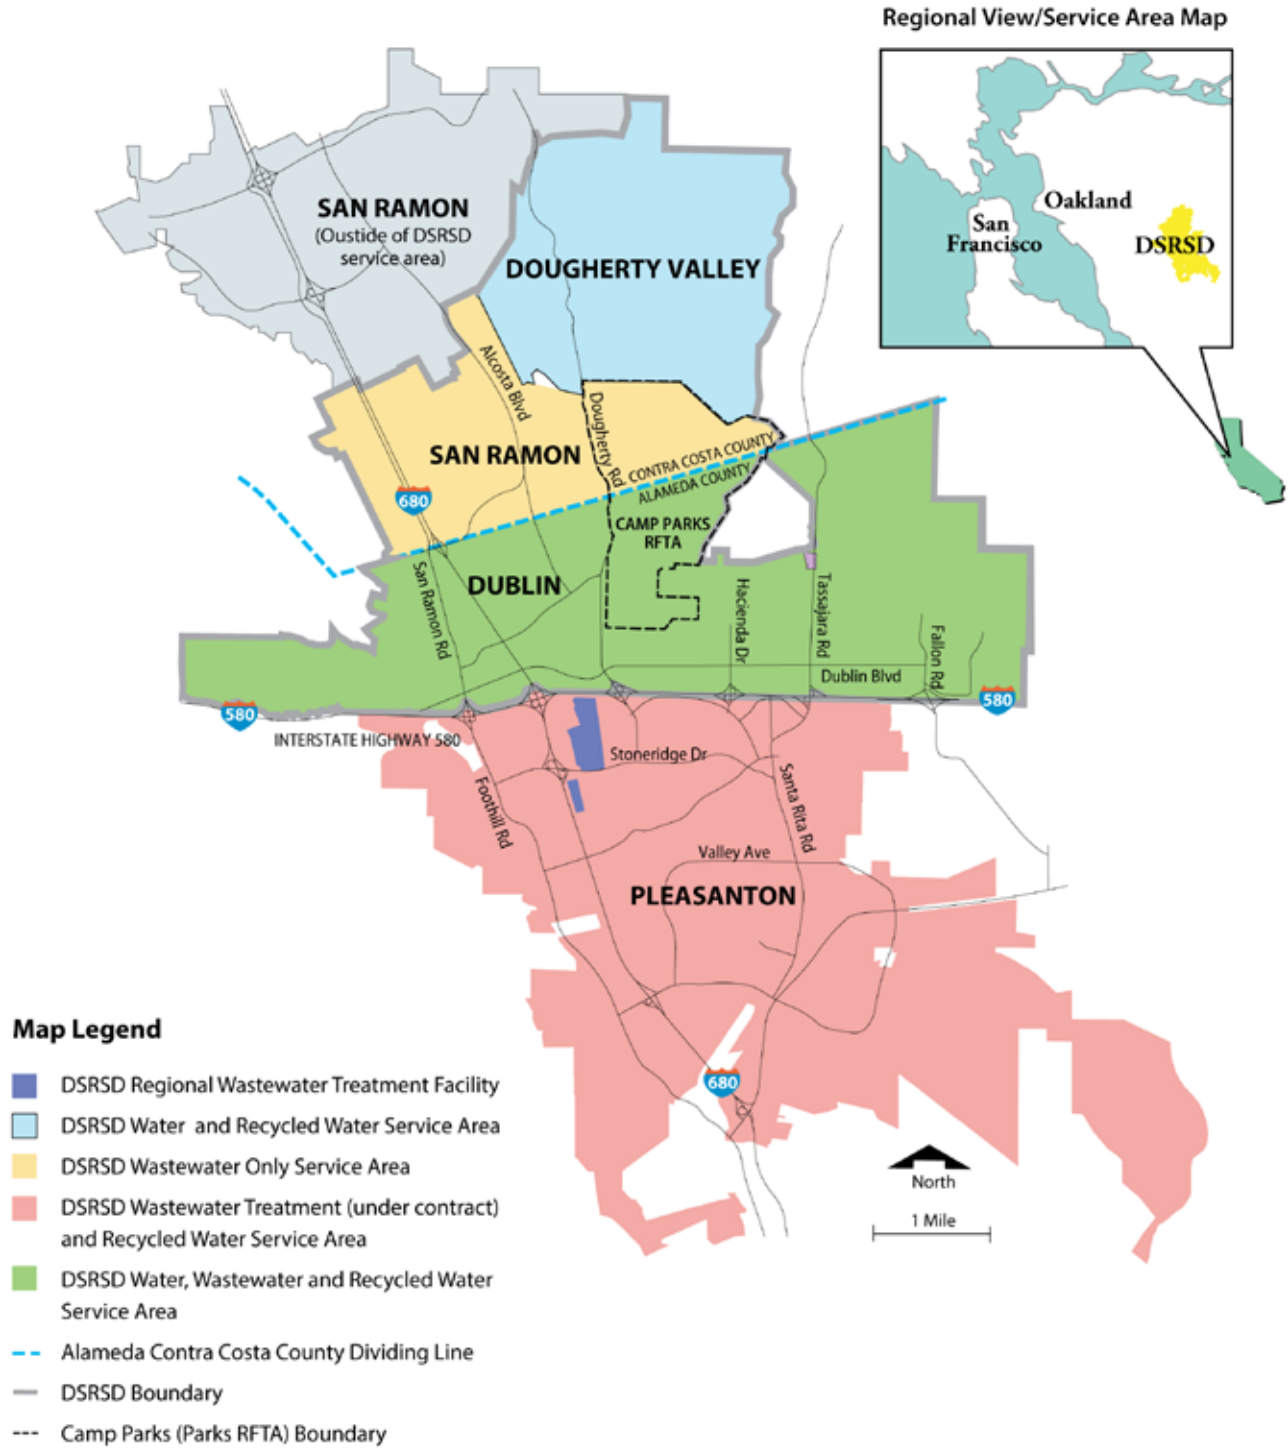 Regional View/Service Area Map
Oakland
San
Francisco
DSRSD
SAN RAMON
(Oustide of DSRSD
service area)
DOUGHERTY VALLEY
Alcosta Blvd
Dougherty Rd
SAN RAMON
CONTRA COSTA COUNTY
ALAMEDA COUNTY
680
CAMP PARKS
RFTA
DUBLIN
San Ramon Rd
Hacienda Dr
Tassajara Rd
Fallon Rd
Dublin Blvd
580
580
INTERSTATE HIGHWAY 580
Stoneridge Dr
Foothill Rd
Santa Rita Rd
Valley Ave
PLEASANTON
680
North
1 Mile
Map Legend
DSRSD Regional Wastewater Treatment Facility
DSRSD Water and Recycled Water Service Area
DSRSD Wastewater Only Service Area
DSRSD Wastewater Treatment (under contract)
and Recycled Water Service Area
DSRSD Water, Wastewater and Recycled Water
Service Area
Alameda Contra Costa County Dividing Line
DSRSD Boundary
Camp Parks (Parks RFTA) Boundary